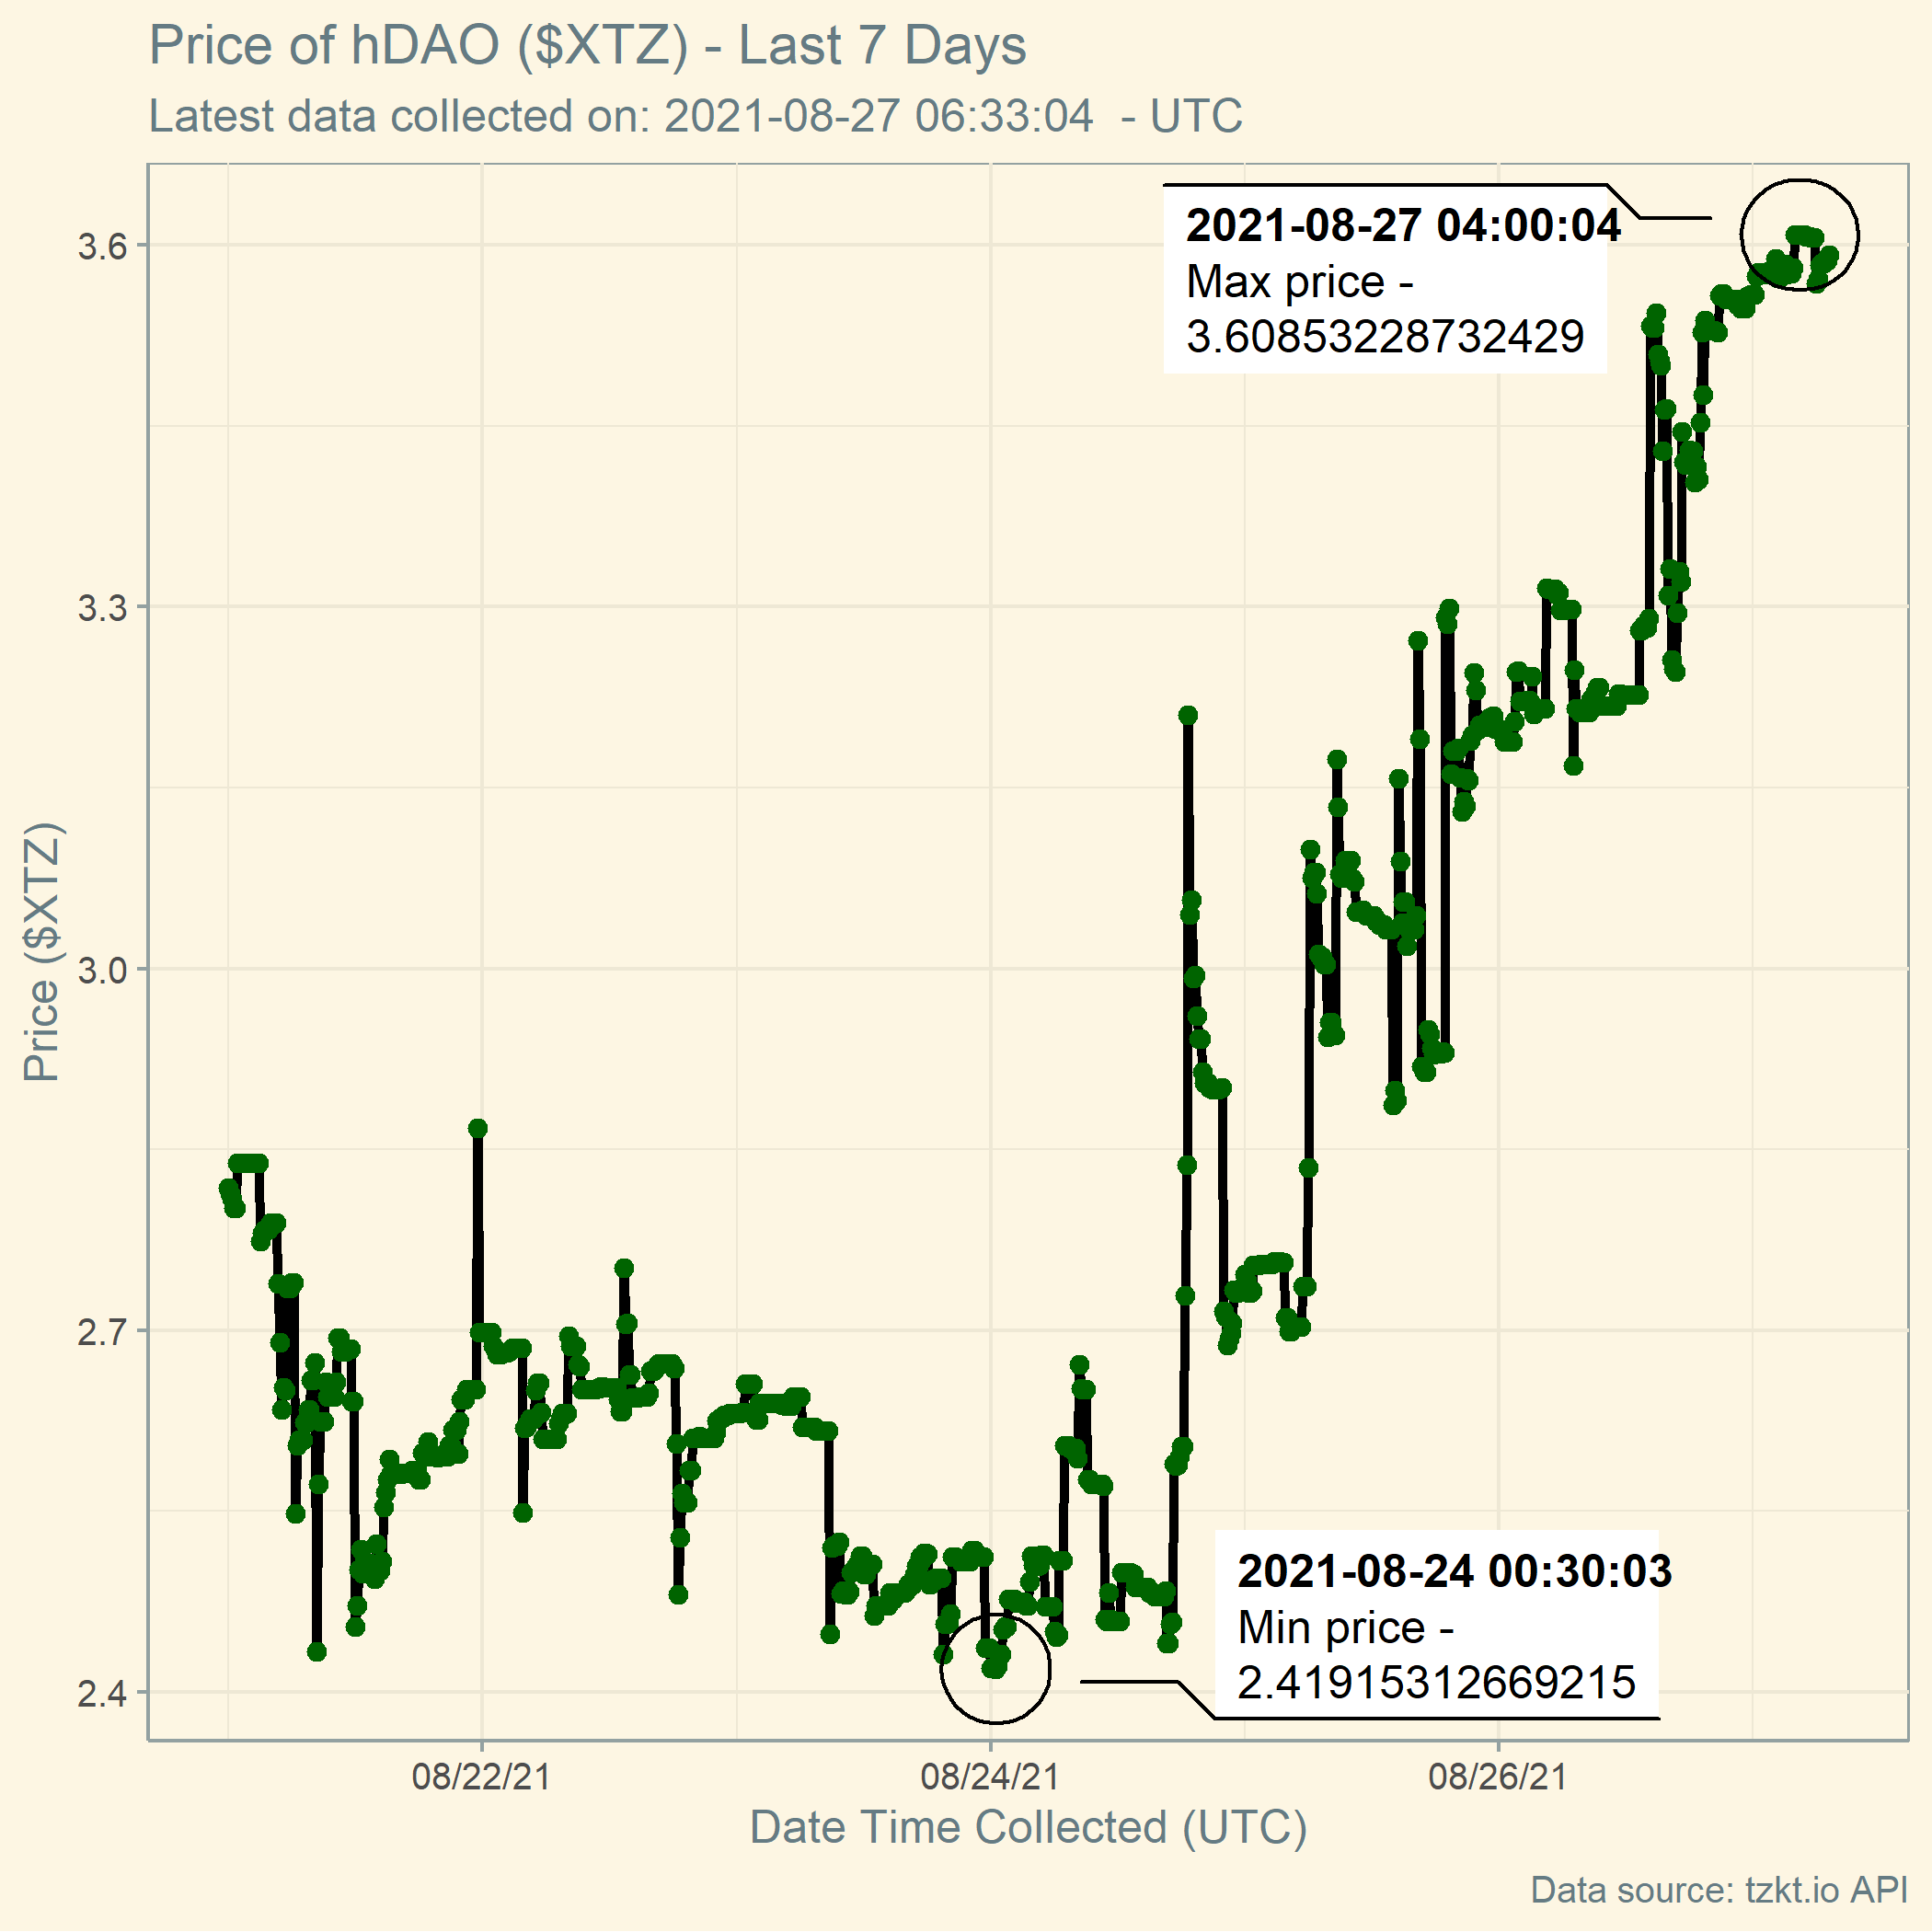 Price of hDAO ($XTZ) - Last 7 Days
Latest data collected on: 2021-08-27 06:33:04  - UTC
2021-08-27 04:00:04
Max price -
3.60853228732429
3.6
3.3
3.0
2.7
2.4
Price ($XTZ)
2021-08-24 00:30:03
Min price -
2.41915312669215
08/22/21
08/24/21
08/26/21
Date Time Collected (UTC)
Data source: tzkt.io API